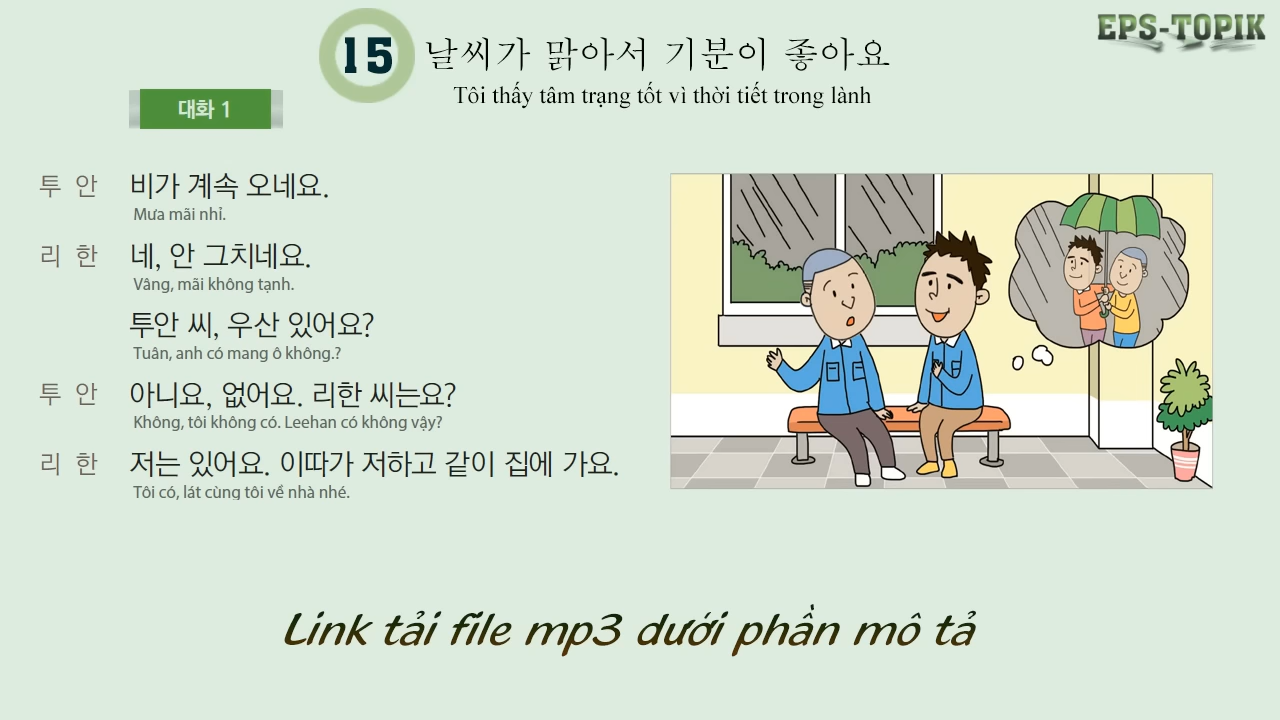 EPS-TOPIK
15 날씨가 맑아서 기분이 좋아요
Tôi thấy tâm trạng tốt vì thời tiết trong lành
대화 1
투 안 비가 계속 오네요.
Mưa mãi nhỉ.
리 한 네, 안 그치네요.
Vâng, mãi không tạnh.
투안 씨, 우산 있어요?
Tuân, anh có mang ô không.?
투 안 아니요, 없어요. 리한 씨는요?
Không, tôi không có. Leehan có không vậy?
리 한 저는 있어요. 이따가 저하고 같이 집에 가요.
Tôi có, lát cùng tôi về nhà nhé.
Link tải file mp3 dưới phần mô tả